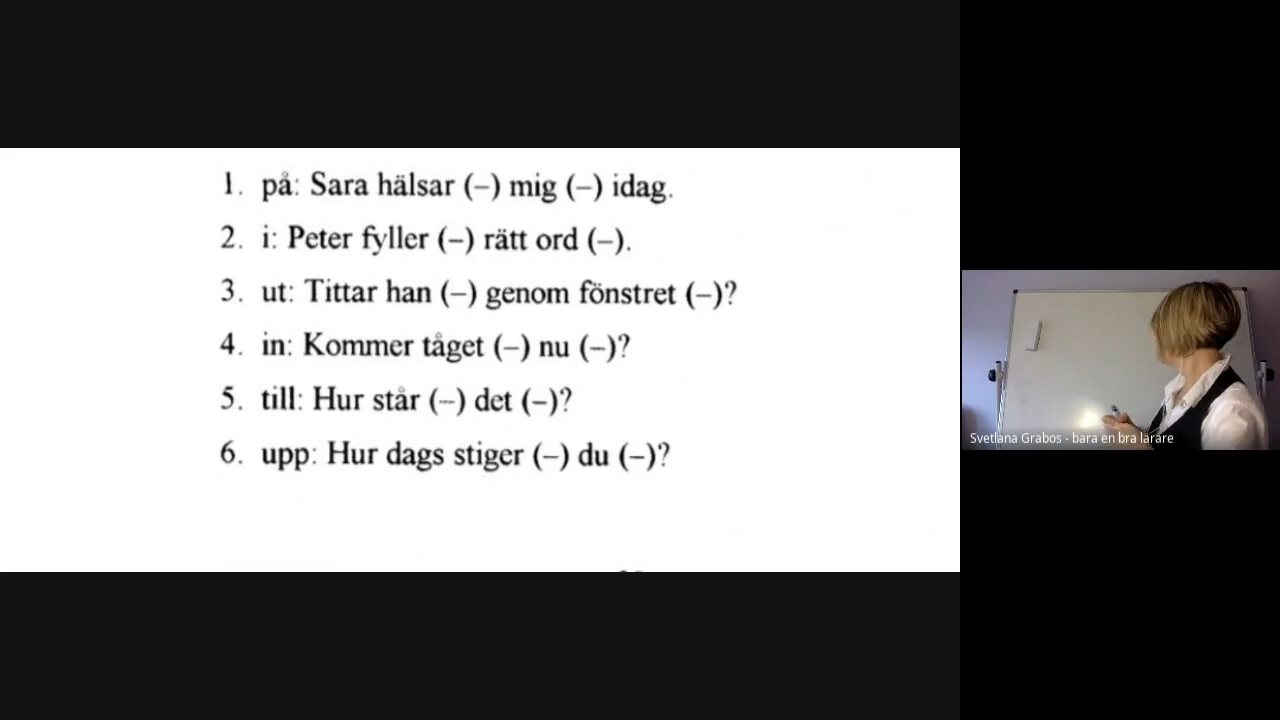 1. på: Sara hälsar (–) mig (–) idag.
2. i: Peter fyller (–) rätt ord (–).
3. ut: Tittar han (–) genom fönstret (–)?
4. in: Kommer tåget (–) nu (–)?
5. till: Hur står (–) det (–)?
6. upp: Hur dags stiger (–) du (–)?
Svetlana Grabos - bara en bra lärare